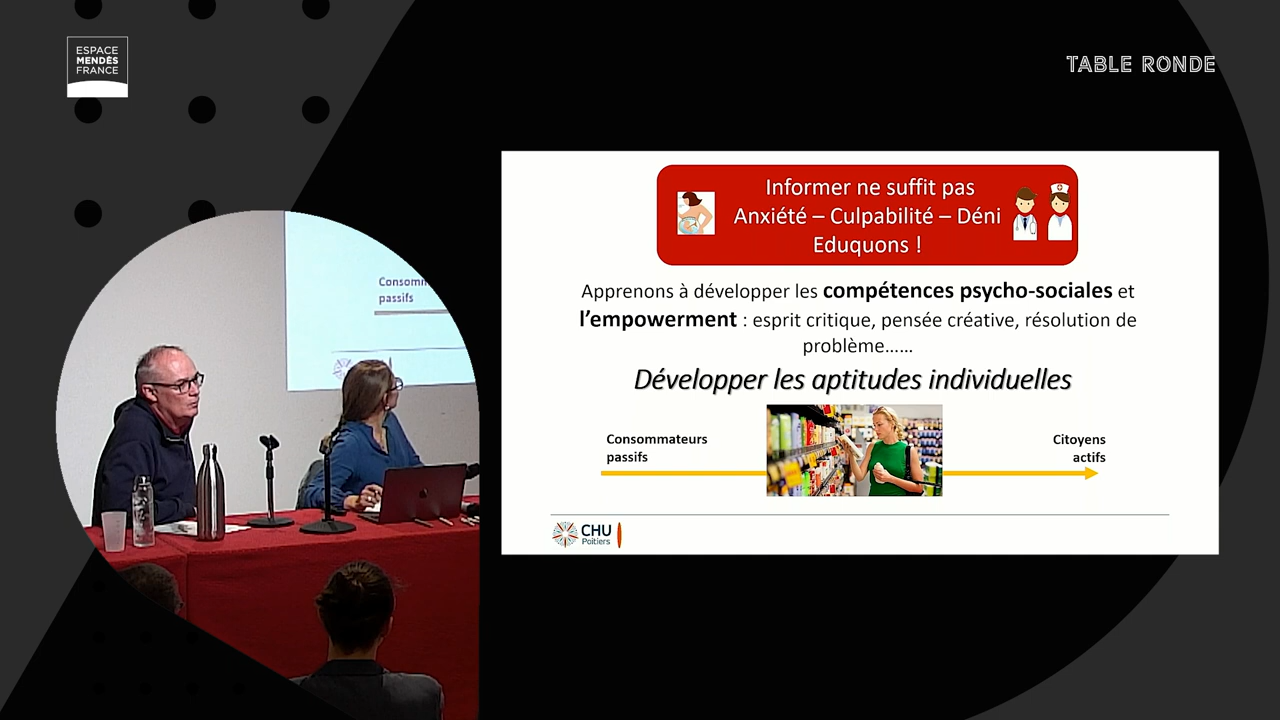 ESPACE
MENDÈS
FRANCE
TABLE RONDE
Informer ne suffit pas
Anxiété – Culpabilité – Déni
Eduquons !
Apprenons à développer les compétences psycho-sociales et
l’empowerment : esprit critique, pensée créative, résolution de
problème......
Développer les aptitudes individuelles
Consommateurs
passifs
Citoyens
actifs
CHU
Poitiers
Consomm
passifs